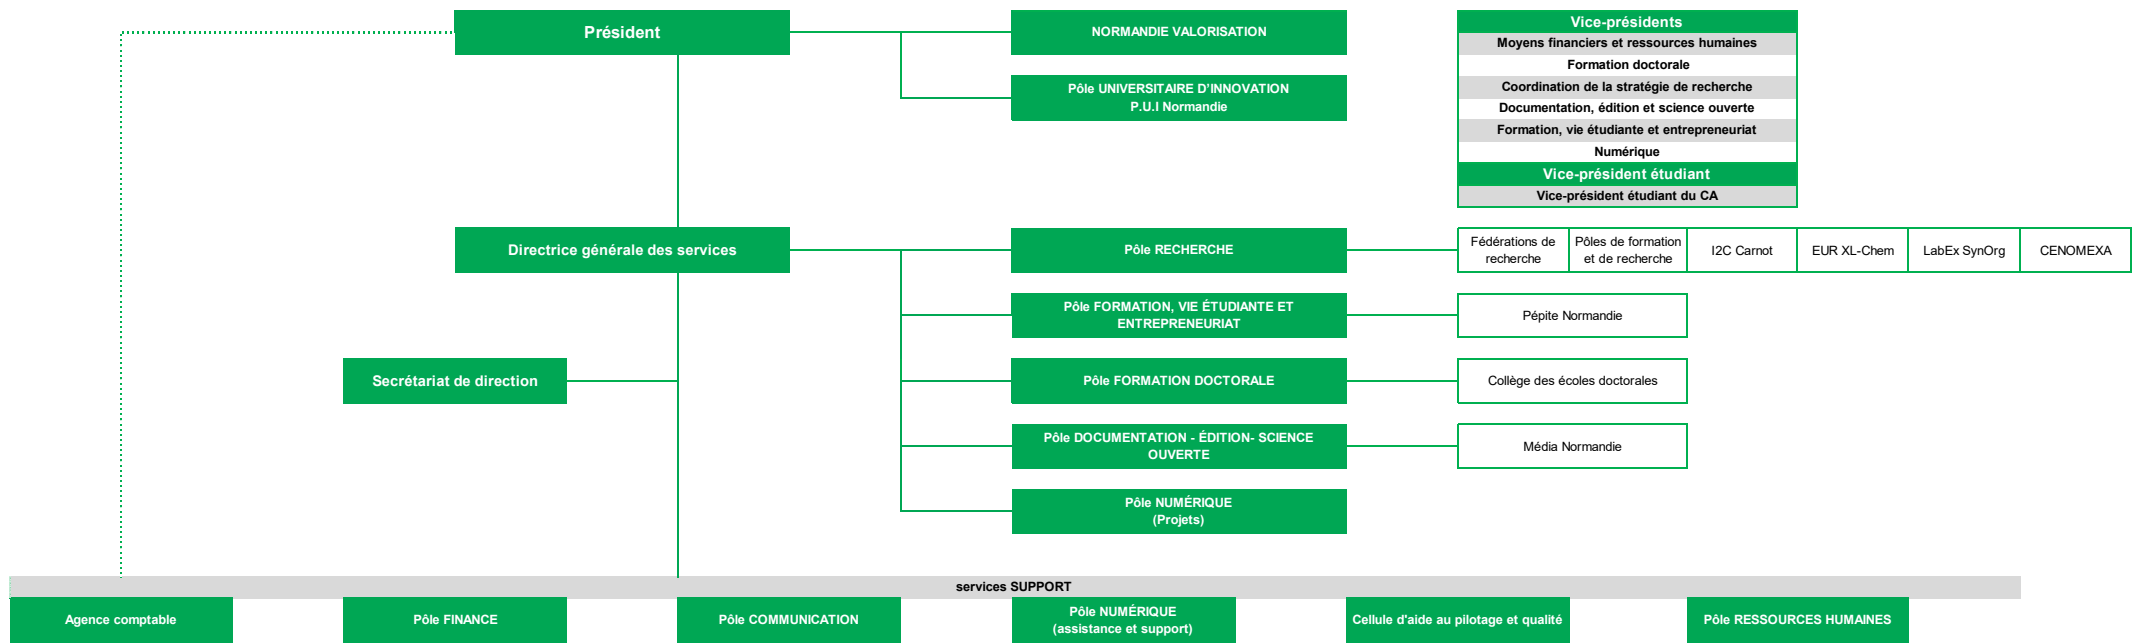 Président
NORMANDIE VALORISATION
Pôle UNIVERSITAIRE D'INNOVATION
P.U.I Normandie
Vice-présidents
Moyens financiers et ressources humaines
Formation doctorale
Coordination de la stratégie de recherche
Documentation, édition et science ouverte
Formation, vie étudiante et entrepreneuriat
Numérique
Vice-président étudiant
Vice-président étudiant du CA
Directrice générale des services
Pôle RECHERCHE
Fédérations de
recherche
Pôles de formation
et de recherche
I2C Carnot
EUR XL-Chem
LabEx SynOrg
CENOMEXA
Pôle FORMATION, VIE ÉTUDIANTE ET
ENTREPRENEURIAT
Pépite Normandie
Secrétariat de direction
Pôle FORMATION DOCTORALE
Collège des écoles doctorales
Pôle DOCUMENTATION - ÉDITION- SCIENCE
OUVERTE
Média Normandie
Pôle NUMÉRIQUE
(Projets)
services SUPPORT
Agence comptable
Pôle FINANCE
Pôle COMMUNICATION
Pôle NUMÉRIQUE
(assistance et support)
Cellule d'aide au pilotage et qualité
Pôle RESSOURCES HUMAINES